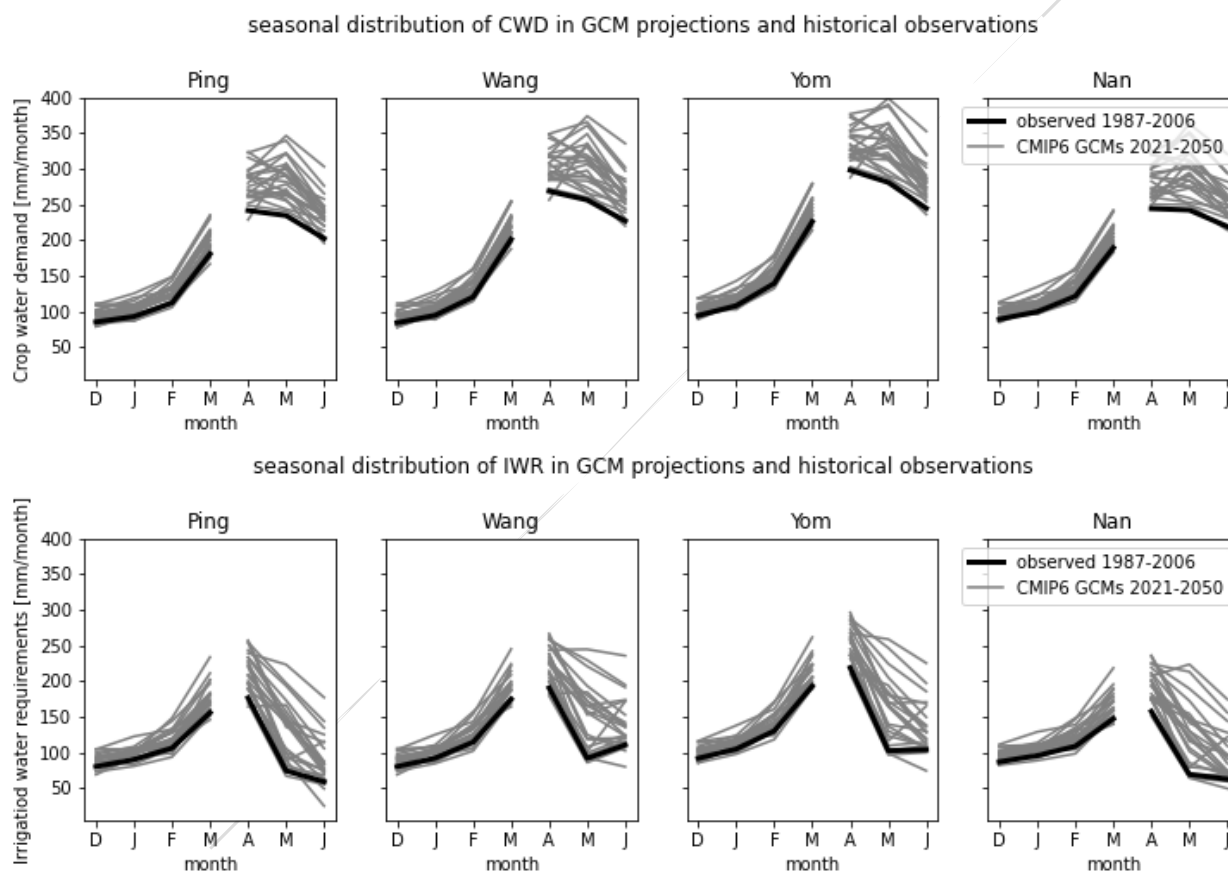 seasonal distribution of CWD in GCM projections and historical observations
Ping Wang Yom Nan
Crop water demand [mm/month]
400
350
300
250
200
150
100
50
observed 1987-2006
CMIP6 GCMs 2021-2050
D J F M A M J D J F M A M J D J F M A M J D J F M A M J
month month month month
seasonal distribution of IWR in GCM projections and historical observations
Ping Wang Yom Nan
Irrigatiod water requirements [mm/month]
400
350
300
250
200
150
100
50
observed 1987-2006
CMIP6 GCMs 2021-2050
D J F M A M J D J F M A M J D J F M A M J D J F M A M J
month month month month